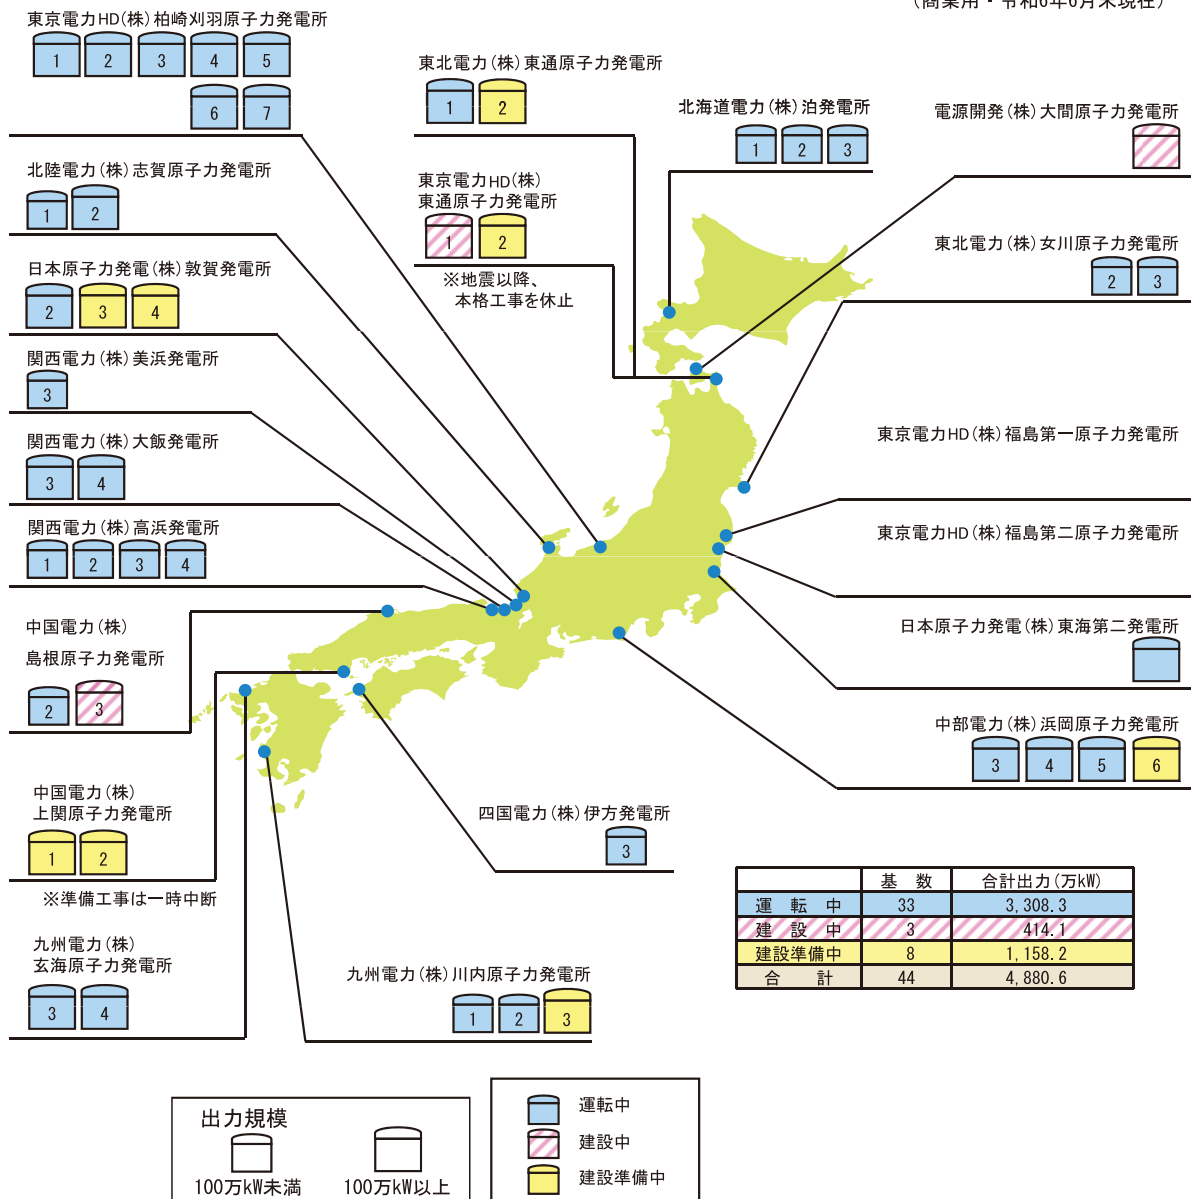 （商業用・令和6年6月末現在）
東京電力HD(株)柏崎刈羽原子力発電所
1 2 3 4 5
6 7
北陸電力(株)志賀原子力発電所
1 2
日本原子力発電(株)敦賀発電所
2 3 4
関西電力(株)美浜発電所
3
関西電力(株)大飯発電所
3 4
関西電力(株)高浜発電所
1 2 3 4
中国電力(株)
島根原子力発電所
2 3
中国電力(株)
上関原子力発電所
1 2
※準備工事は一時中断
九州電力(株)
玄海原子力発電所
3 4
東北電力(株)東通原子力発電所
1 2
東京電力HD(株)
東通原子力発電所
1 2
※地震以降、
本格工事を休止
北海道電力(株)泊発電所
1 2 3
電源開発(株)大間原子力発電所
東北電力(株)女川原子力発電所
2 3
東京電力HD(株)福島第一原子力発電所
東京電力HD(株)福島第二原子力発電所
日本原子力発電(株)東海第二発電所
中部電力(株)浜岡原子力発電所
3 4 5 6
四国電力(株)伊方発電所
3
九州電力(株)川内原子力発電所
1 2 3
基 数 合計出力(万kW)
運 転 中 33 3,308.3
建 設 中 3 414.1
建設準備中 8 1,158.2
合 計 44 4,880.6
出力規模
100万kW未満 100万kW以上
運転中
建設中
建設準備中